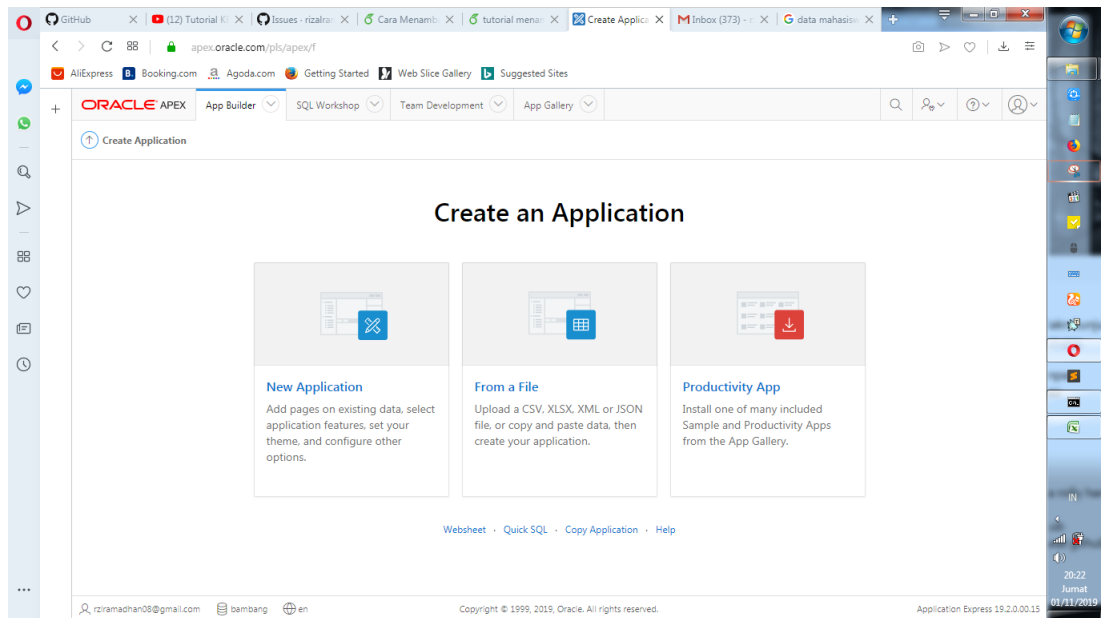 GitHub
(12) Tutorial Kl
Issues · rizalran
Cara Menamb
tutorial menar
Create Applica
Inbox (373) - r
data mahasisw
apex.oracle.com/pls/apex/f
AliExpress
B. Booking.com
a Agoda.com
Getting Started
Web Slice Gallery
Suggested Sites
ORACLE APEX
App Builder
SQL Workshop
Team Development
App Gallery
Create Application
Create an Application
New Application
Add pages on existing data, select
application features, set your
theme, and configure other
options.
From a File
Upload a CSV, XLSX, XML or JSON
file, or copy and paste data, then
create your application.
Productivity App
Install one of many included
Sample and Productivity Apps
from the App Gallery.
Websheet · Quick SQL · Copy Application · Help
rziramadhan08@gmail.com
bambang
en
Copyright © 1999, 2019, Oracle. All rights reserved.
Application Express 19.2.0.00.15
IN
20:22
Jumat
01/11/2019